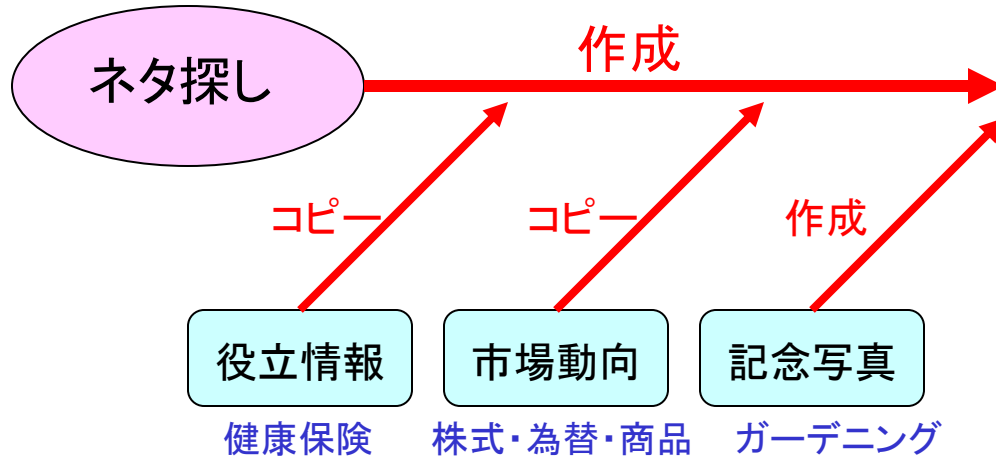 作成
ネタ探し
コピー
コピー
作成
役立情報
市場動向
記念写真
健康保険
株式・為替・商品
ガーデニング